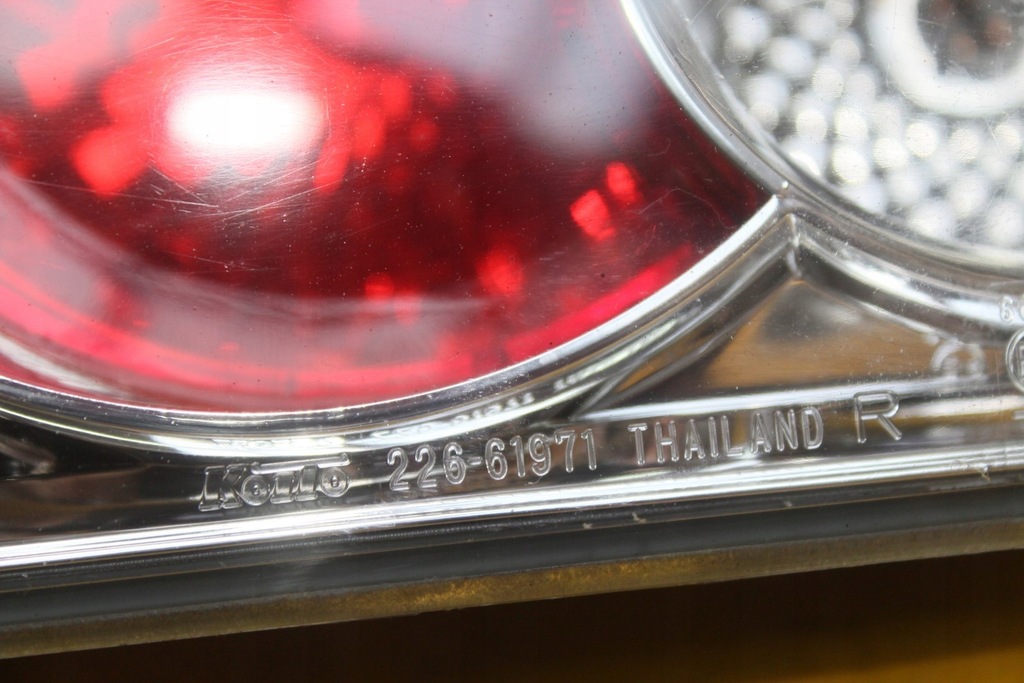 Koito 226-61971 THAILAND R